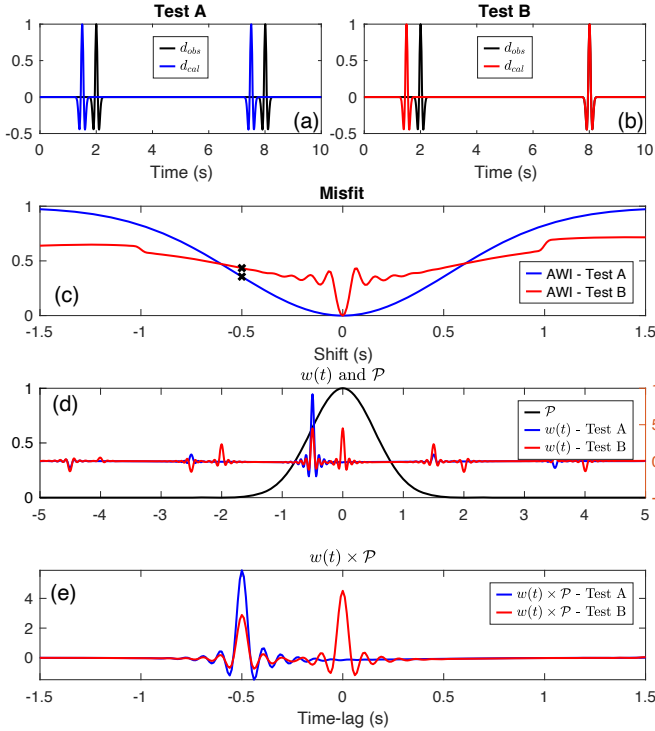 Test A
Test B
1
0.5
0
-0.5
d_obs
d_cal
(a)
0 2 4 6 8 10
Time (s)
1
0.5
0
-0.5
d_obs
d_cal
(b)
0 2 4 6 8 10
Time (s)
Misfit
1
0.5
0
AWI - Test A
AWI - Test B
(c)
-1.5 -1 -0.5 0 0.5 1 1.5
Shift (s)
w(t) and 𝒫
(d)
1
0.5
0
𝒫
w(t) - Test A
w(t) - Test B
5
0
-5 -4 -3 -2 -1 0 1 2 3 4 5
w(t) × 𝒫
(e)
4
2
0
w(t) × 𝒫 - Test A
w(t) × 𝒫 - Test B
-1.5 -1 -0.5 0 0.5 1 1.5
Time-lag (s)